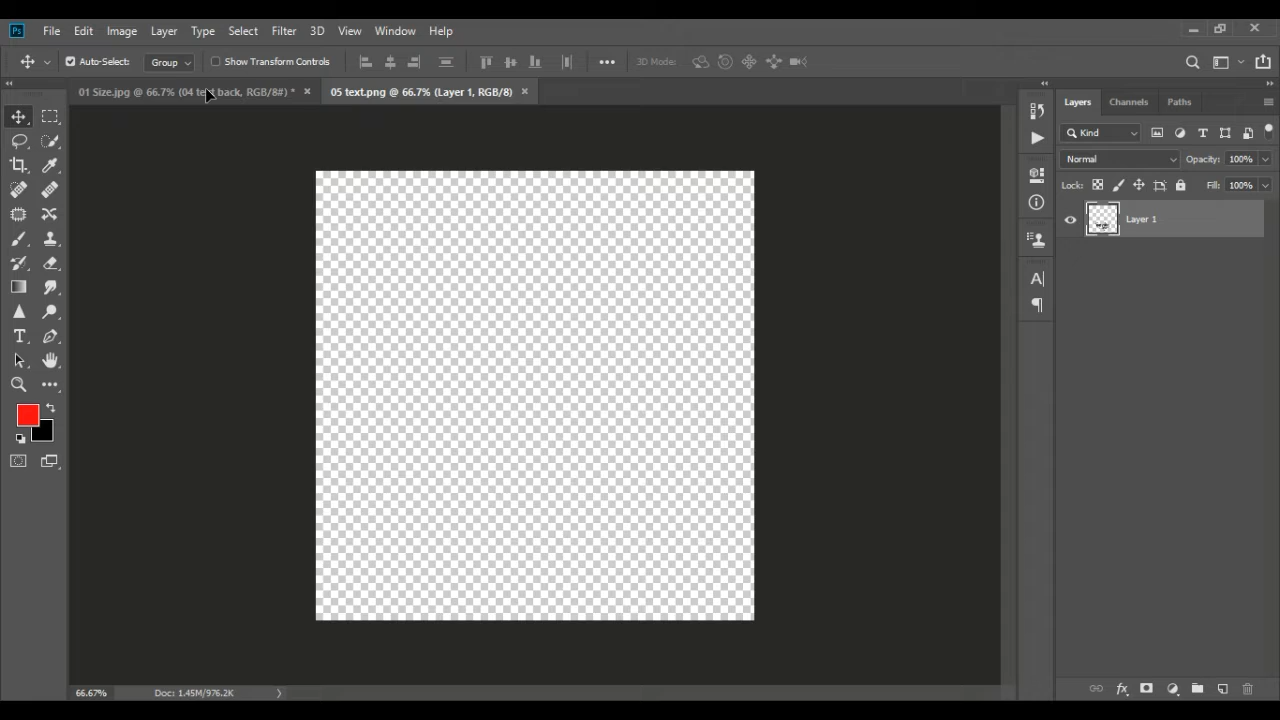 Ps File Edit Image Layer Type Select Filter 3D View Window Help
Auto-Select: Group Show Transform Controls 3D Mode:
01 Size.jpg @ 66.7% (04 text back, RGB/8#) * 05 text.png @ 66.7% (Layer 1, RGB/8)
Layers Channels Paths
Kind
Normal Opacity: 100%
Lock: Fill: 100%
Layer 1
66.67% Doc: 1.45M/976.2K